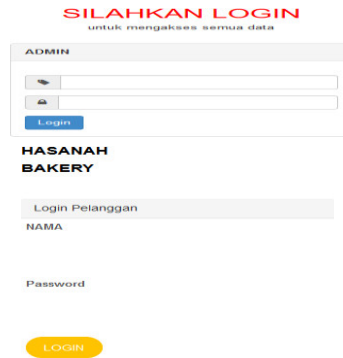 SILAHKAN LOGIN
untuk mengakses semua data
ADMIN
Login
HASANAH
BAKERY
Login Pelanggan
NAMA
Password
LOGIN